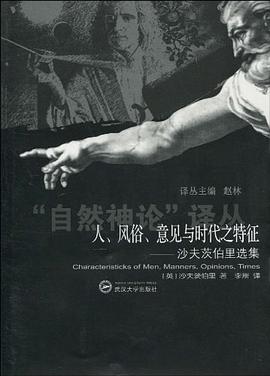 译丛主编 赵林
“自然神论”译丛
人、风俗、意见与时代之特征
——沙夫茨伯里选集
Characteristicks of Men, Manners, Opinions, Times
[英]沙夫茨伯里 著 李斯 译
武汉大学出版社